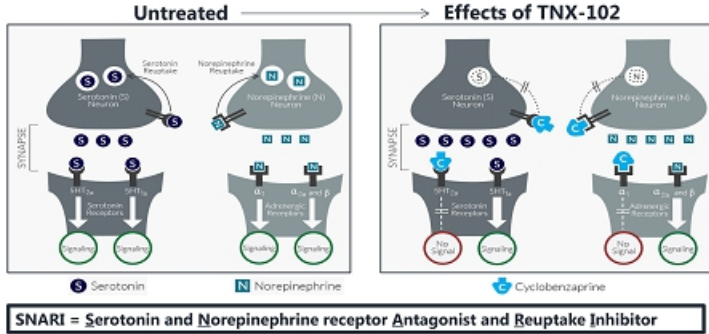 Untreated
Effects of TNX-102
Serotonin Reuptake
Norepinephrine Reuptake
S S
N N
Serotonin (S) Neuron
Norepinephrine (N) Neuron
S
N
SYNAPSE
S S S
N N N
S S
N N
5HT2a 5HT1a
α1 α2a and β
Serotonin Receptors
Adrenergic Receptors
Signaling Signaling
Signaling Signaling
S
N
Serotonin (S) Neuron
Norepinephrine (N) Neuron
C
C
SYNAPSE
S S S S S
N N N N N
C S
C N
5HT2a 5HT1a
α1 α2a and β
Serotonin Receptors
Adrenergic Receptors
No Signal Signaling
No Signal Signaling
S Serotonin
N Norepinephrine
C Cyclobenzaprine
SNARI = Serotonin and Norepinephrine receptor Antagonist and Reuptake Inhibitor